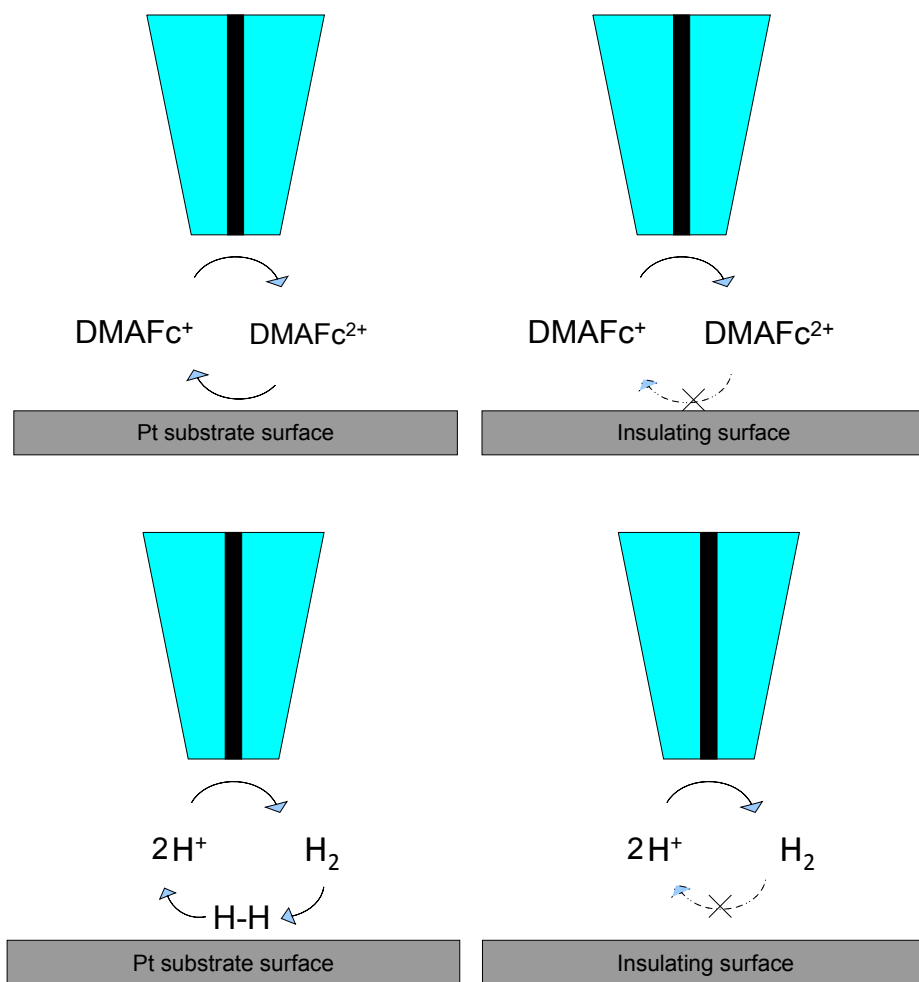 DMAFc⁺ DMAFc²⁺
DMAFc⁺ DMAFc²⁺
Pt substrate surface
Insulating surface
2H⁺ H₂
2H⁺ H₂
H-H
Pt substrate surface
Insulating surface